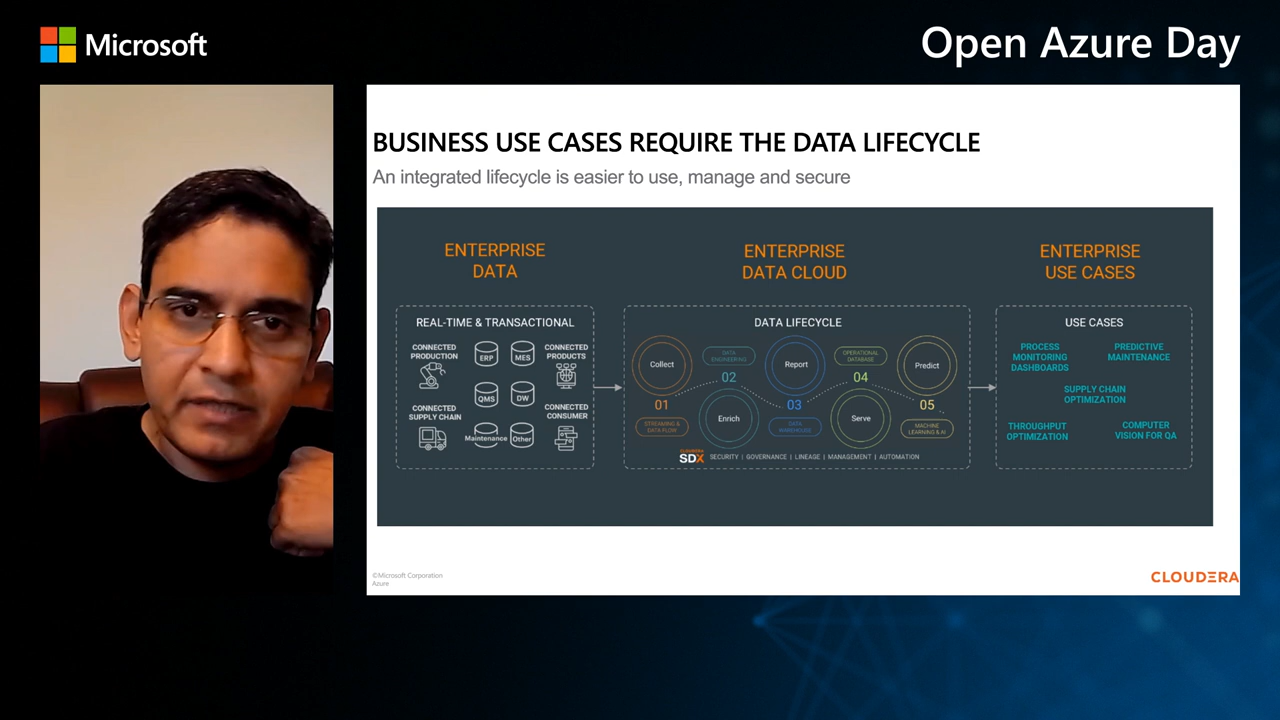 Microsoft
Open Azure Day
BUSINESS USE CASES REQUIRE THE DATA LIFECYCLE
An integrated lifecycle is easier to use, manage and secure
ENTERPRISE
DATA
REAL-TIME & TRANSACTIONAL
CONNECTED
PRODUCTION
ERP
MES
CONNECTED
PRODUCTS
QMS
DW
CONNECTED
SUPPLY CHAIN
Maintenance
Other
CONNECTED
CONSUMER
ENTERPRISE
DATA CLOUD
DATA LIFECYCLE
Collect
01
STREAMING &
DATA FLOW
DATA
ENGINEERING
02
Enrich
Report
03
DATA
WAREHOUSE
OPERATIONAL
DATABASE
04
Serve
Predict
05
MACHINE
LEARNING & AI
CLOUDERA
SDX
SECURITY | GOVERNANCE | LINEAGE | MANAGEMENT | AUTOMATION
ENTERPRISE
USE CASES
USE CASES
PROCESS
MONITORING
DASHBOARDS
PREDICTIVE
MAINTENANCE
SUPPLY CHAIN
OPTIMIZATION
THROUGHPUT
OPTIMIZATION
COMPUTER
VISION FOR QA
©Microsoft Corporation
Azure
CLOUDERA